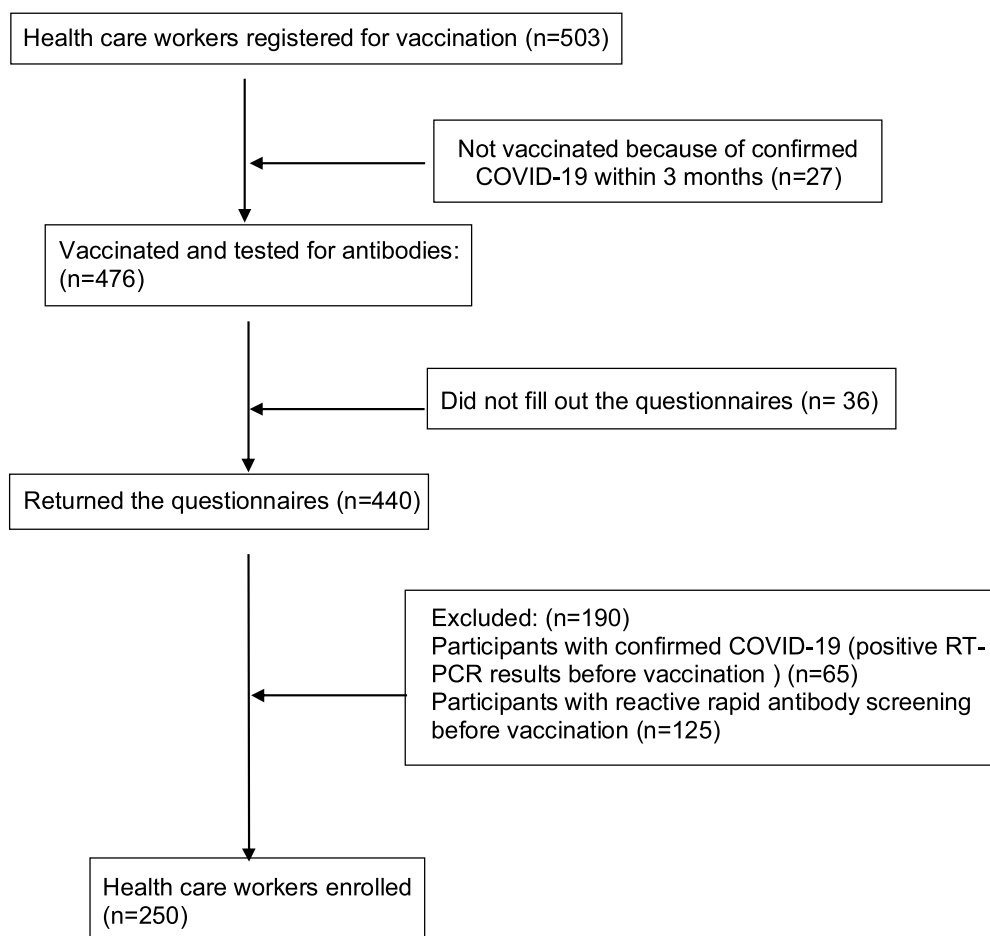 Health care workers registered for vaccination (n=503)
Not vaccinated because of confirmed
COVID-19 within 3 months (n=27)
Vaccinated and tested for antibodies:
(n=476)
Did not fill out the questionnaires (n= 36)
Returned the questionnaires (n=440)
Excluded: (n=190)
Participants with confirmed COVID-19 (positive RT-
PCR results before vaccination ) (n=65)
Participants with reactive rapid antibody screening
before vaccination (n=125)
Health care workers enrolled
(n=250)